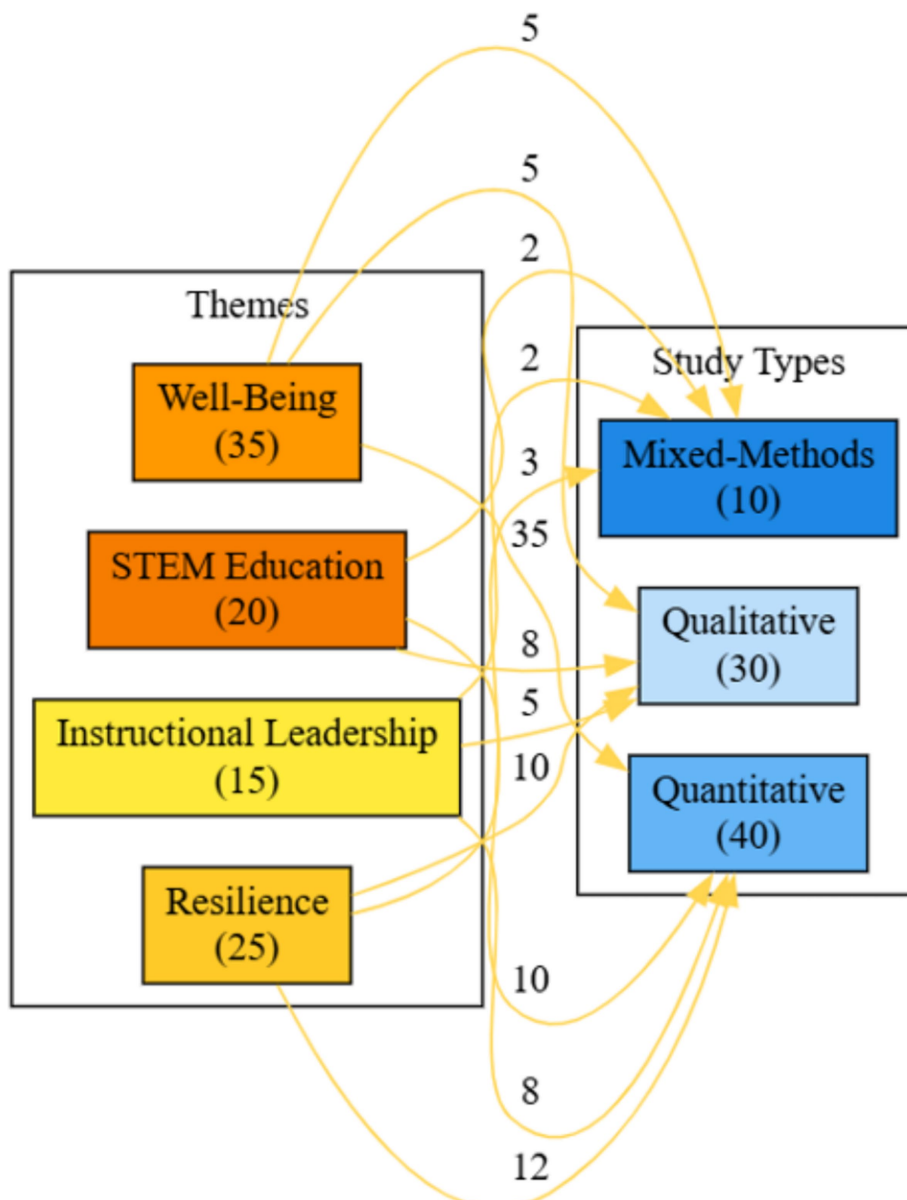 5
5
2
Themes
2
Study Types
Well-Being
(35)
Mixed-Methods
(10)
3
35
STEM Education
(20)
Qualitative
(30)
8
5
Instructional Leadership
(15)
10
Quantitative
(40)
Resilience
(25)
10
8
12